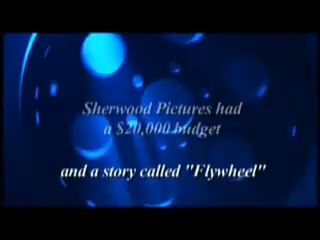 Sherwood Pictures had
a $20,000 budget
and a story called "Flywheel"